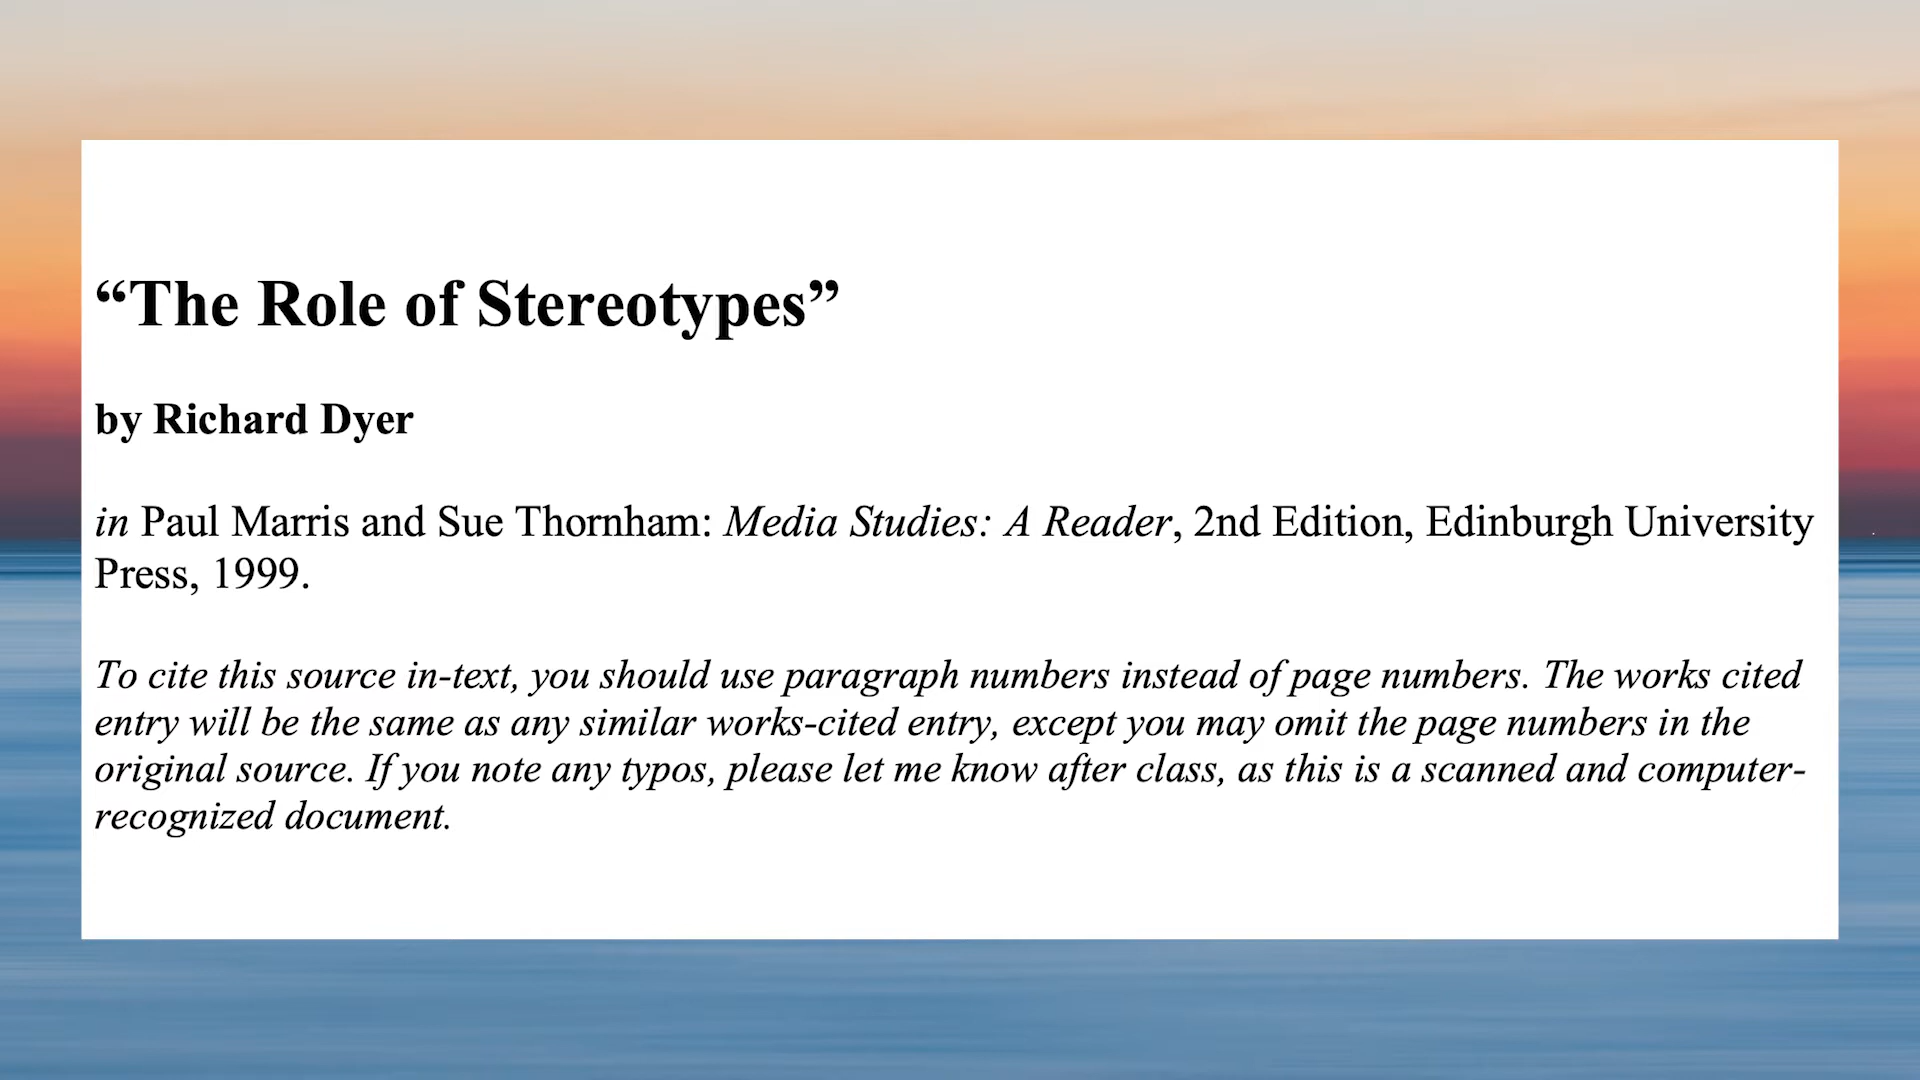 “The Role of Stereotypes”
by Richard Dyer
in Paul Marris and Sue Thornham: Media Studies: A Reader, 2nd Edition, Edinburgh University
Press, 1999.
To cite this source in-text, you should use paragraph numbers instead of page numbers. The works cited
entry will be the same as any similar works-cited entry, except you may omit the page numbers in the
original source. If you note any typos, please let me know after class, as this is a scanned and computer-
recognized document.